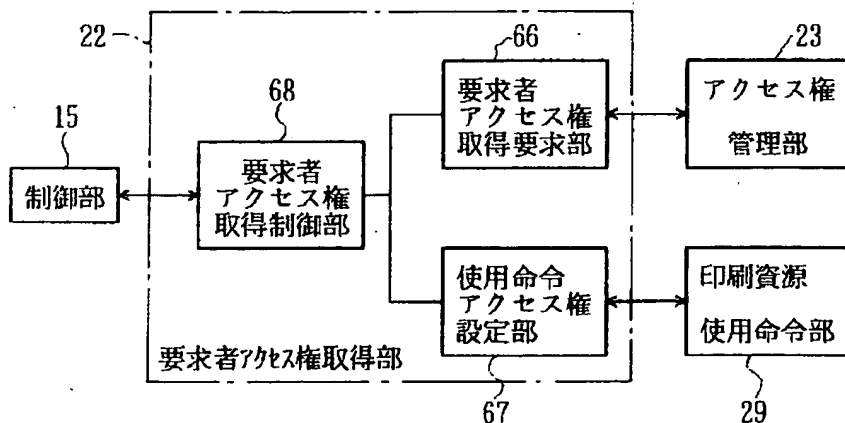 22
66
23
68
15
要求者
アクセス権
取得要求部
アクセス権
管理部
要求者
アクセス権
取得制御部
制御部
使用命令
アクセス権
設定部
印刷資源
使用命令部
要求者アクセス権取得部
67
29